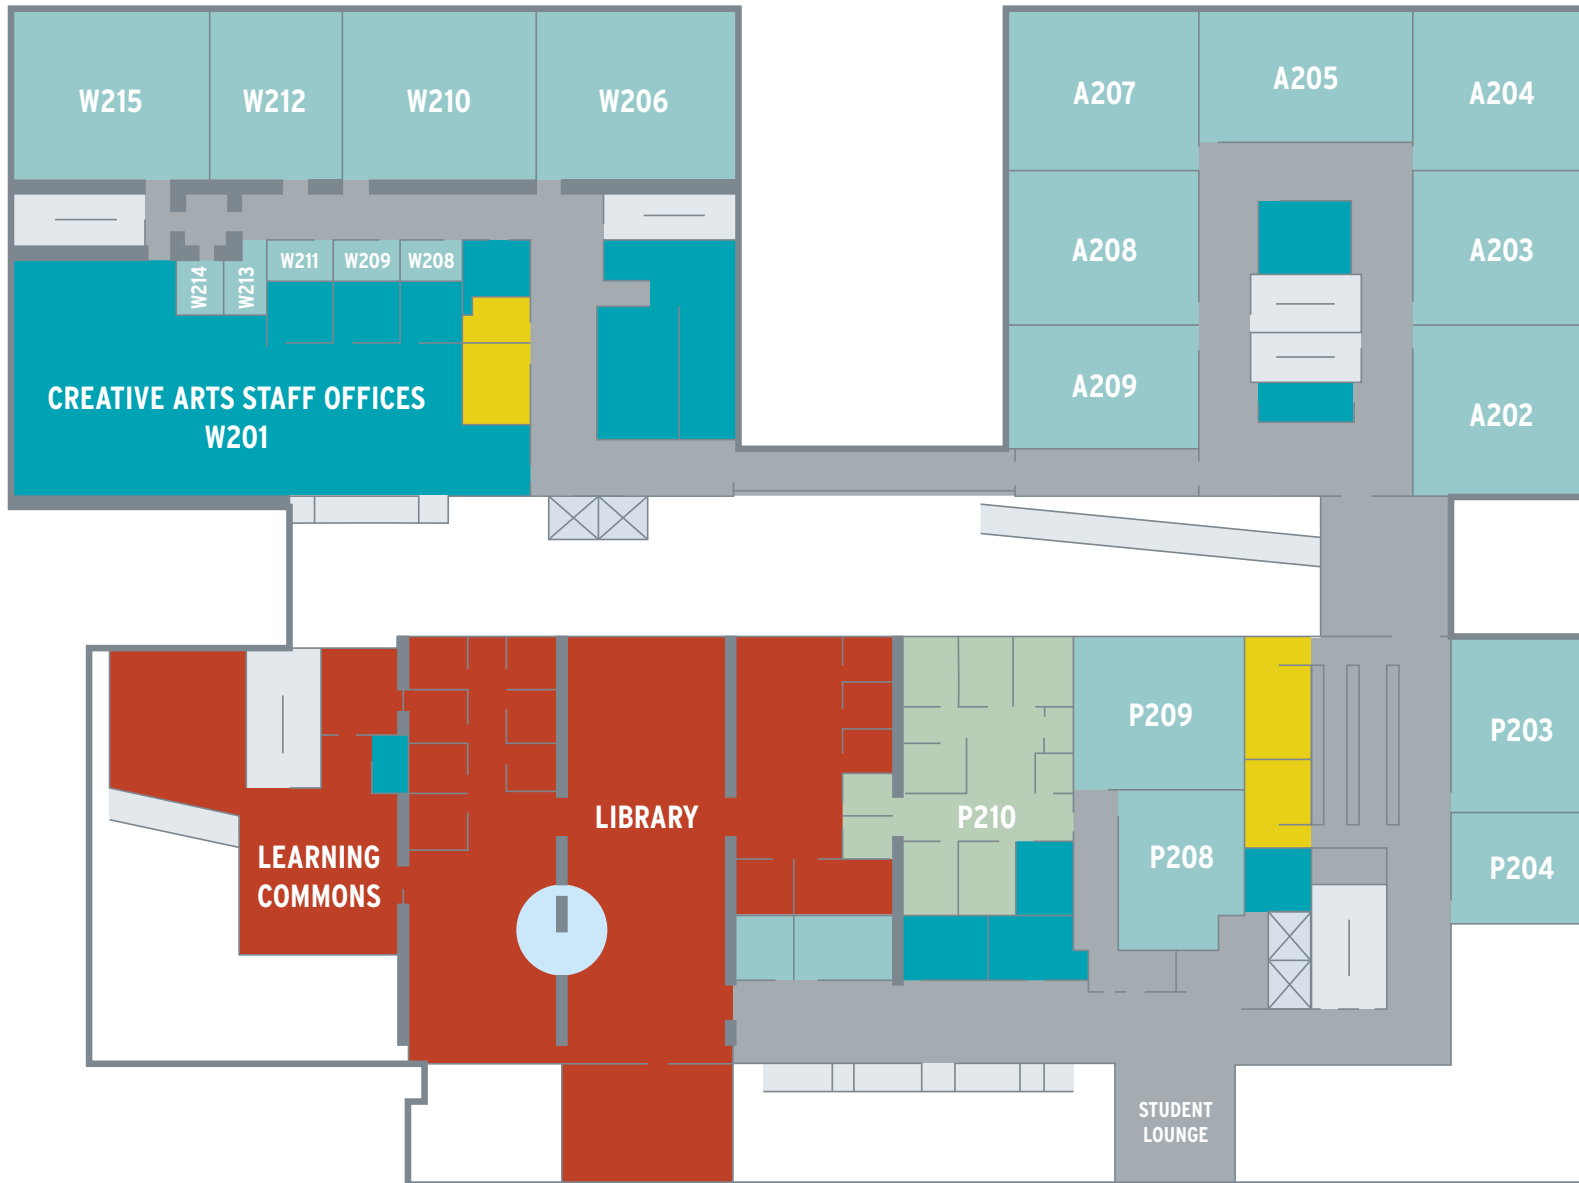 W215
W212
W210
W206
A207
A205
A204
W214
W213
W211
W209
W208
A208
A203
CREATIVE ARTS STAFF OFFICES
W201
A209
A202
P209
P203
LIBRARY
P210
LEARNING
COMMONS
P208
P204
STUDENT
LOUNGE